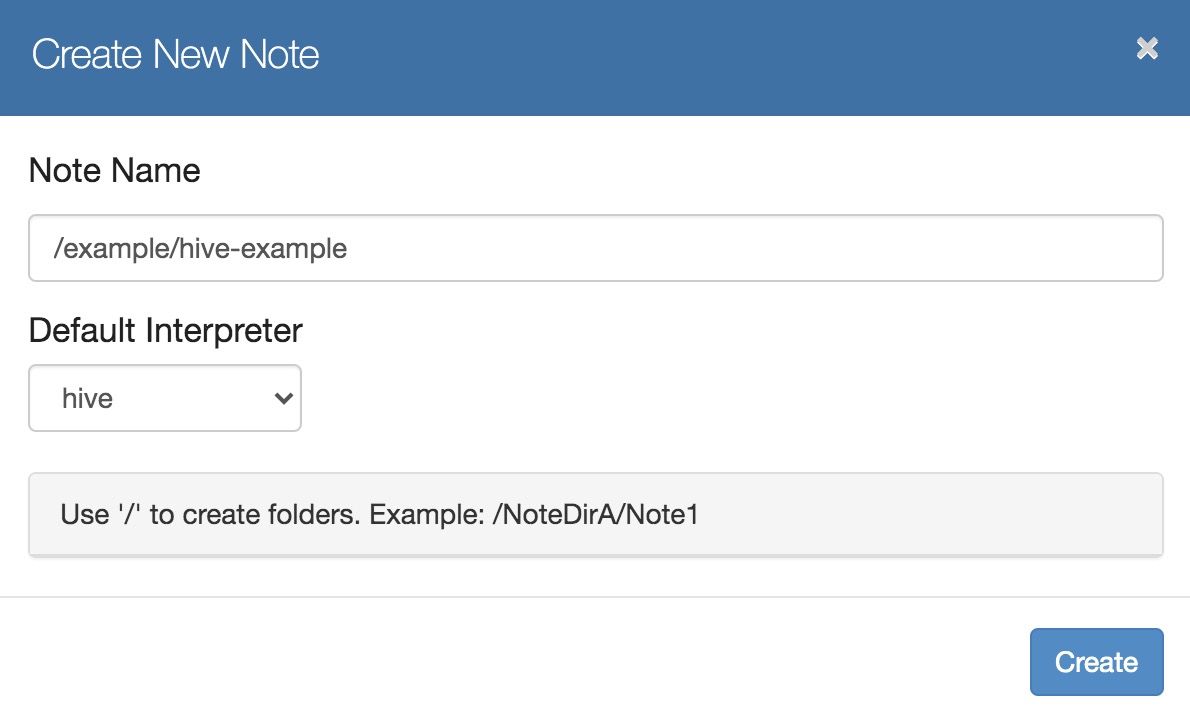 Create New Note
Note Name
/example/hive-example
Default Interpreter
hive
Use '/' to create folders. Example: /NoteDirA/Note1
Create